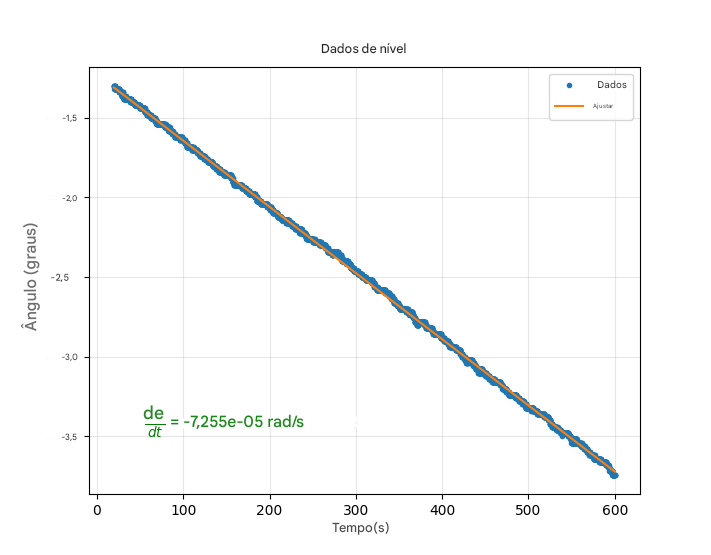 Dados de nível
Dados
Ajustar
-1,5
-2,0
-2,5
-3,0
-3,5
Ângulo (graus)
de
dt
= -7,255e-05 rad/s
0
100
200
300
400
500
600
Tempo(s)